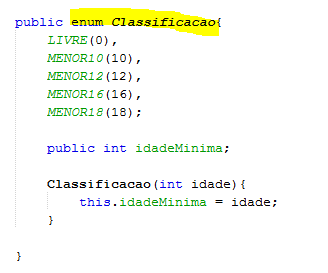 public enum Classificacao{
LIVRE(0),
MENOR10(10),
MENOR12(12),
MENOR16(16),
MENOR18(18);
public int idadeMinima;
Classificacao(int idade){
this.idadeMinima = idade;
}
}